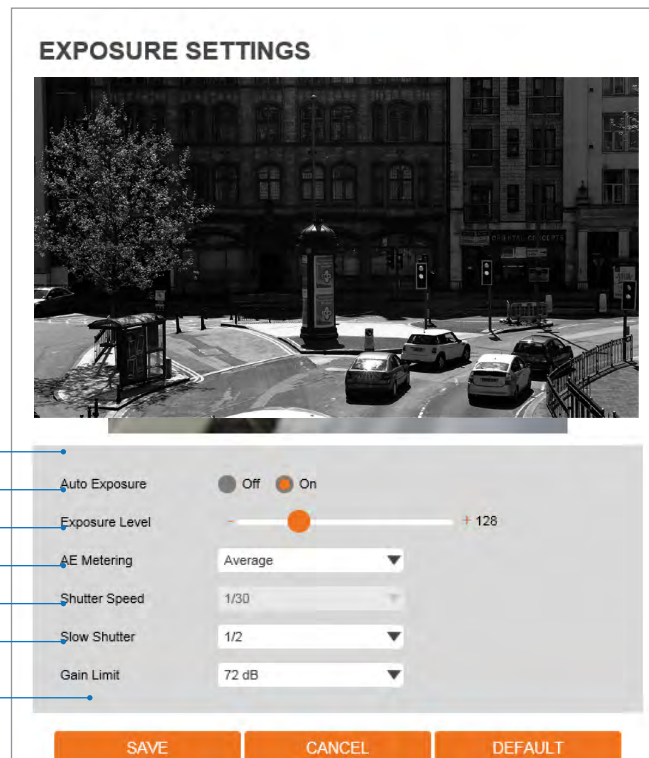 EXPOSURE SETTINGS
Auto Exposure Off On
Exposure Level - + 128
AE Metering Average
Shutter Speed 1/30
Slow Shutter 1/2
Gain Limit 72 dB
SAVE CANCEL DEFAULT